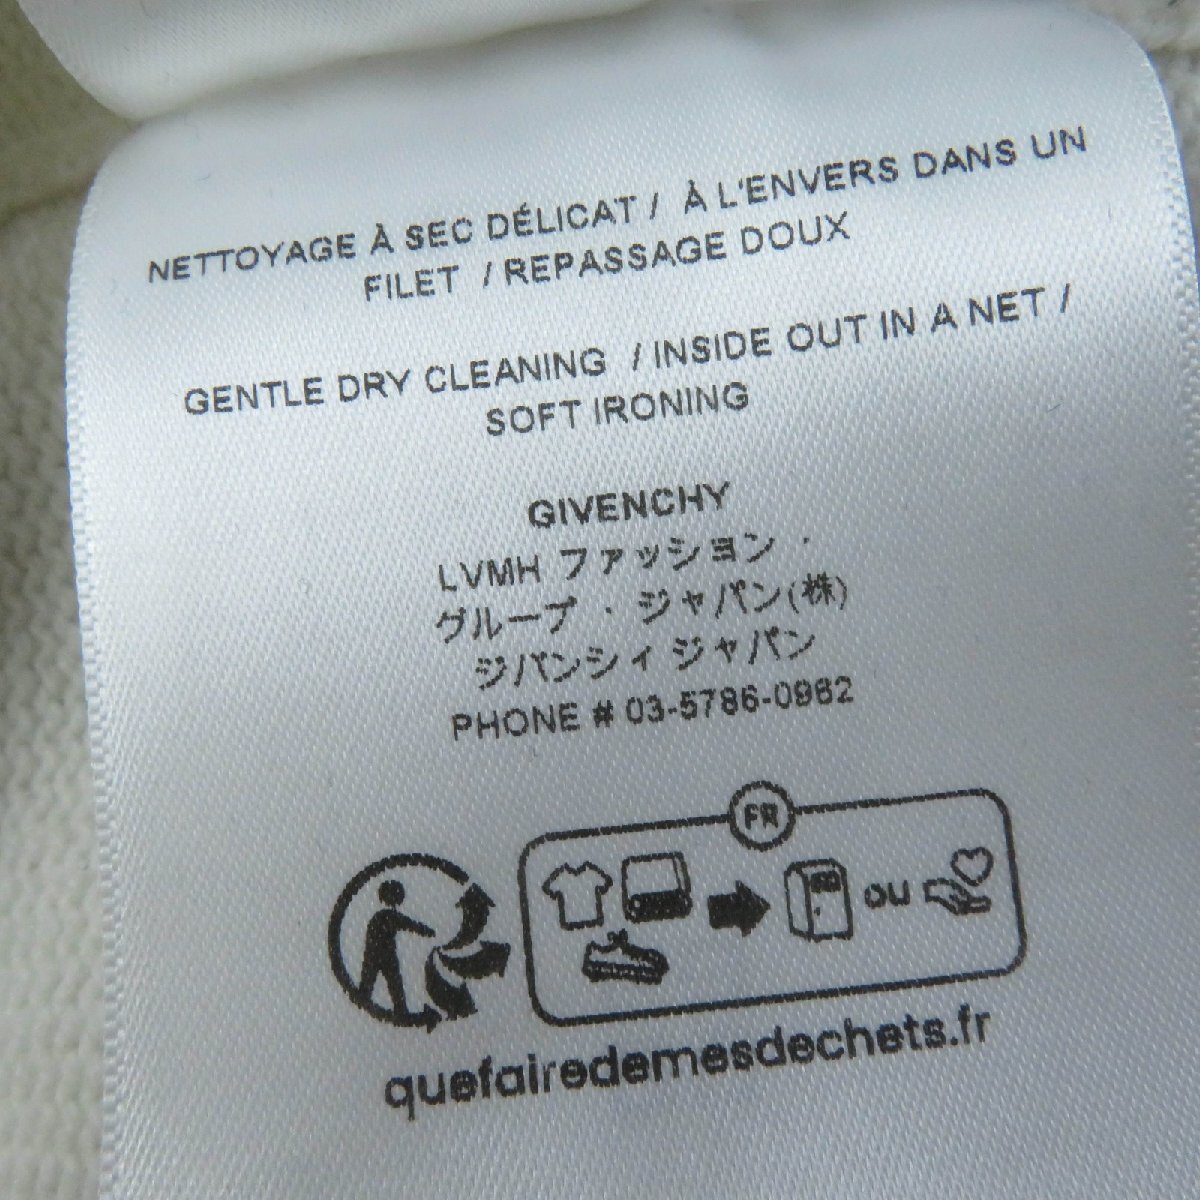 NETTOYAGE À SEC DÉLICAT / À L'ENVERS DANS UN
FILET / REPASSAGE DOUX
GENTLE DRY CLEANING / INSIDE OUT IN A NET /
SOFT IRONING
GIVENCHY
LVMH ファッション ・
グループ ・ ジャパン(株)
ジバンシィ ジャパン
PHONE # 03-5786-0962
FR
ou
quefairedemesdechets.fr